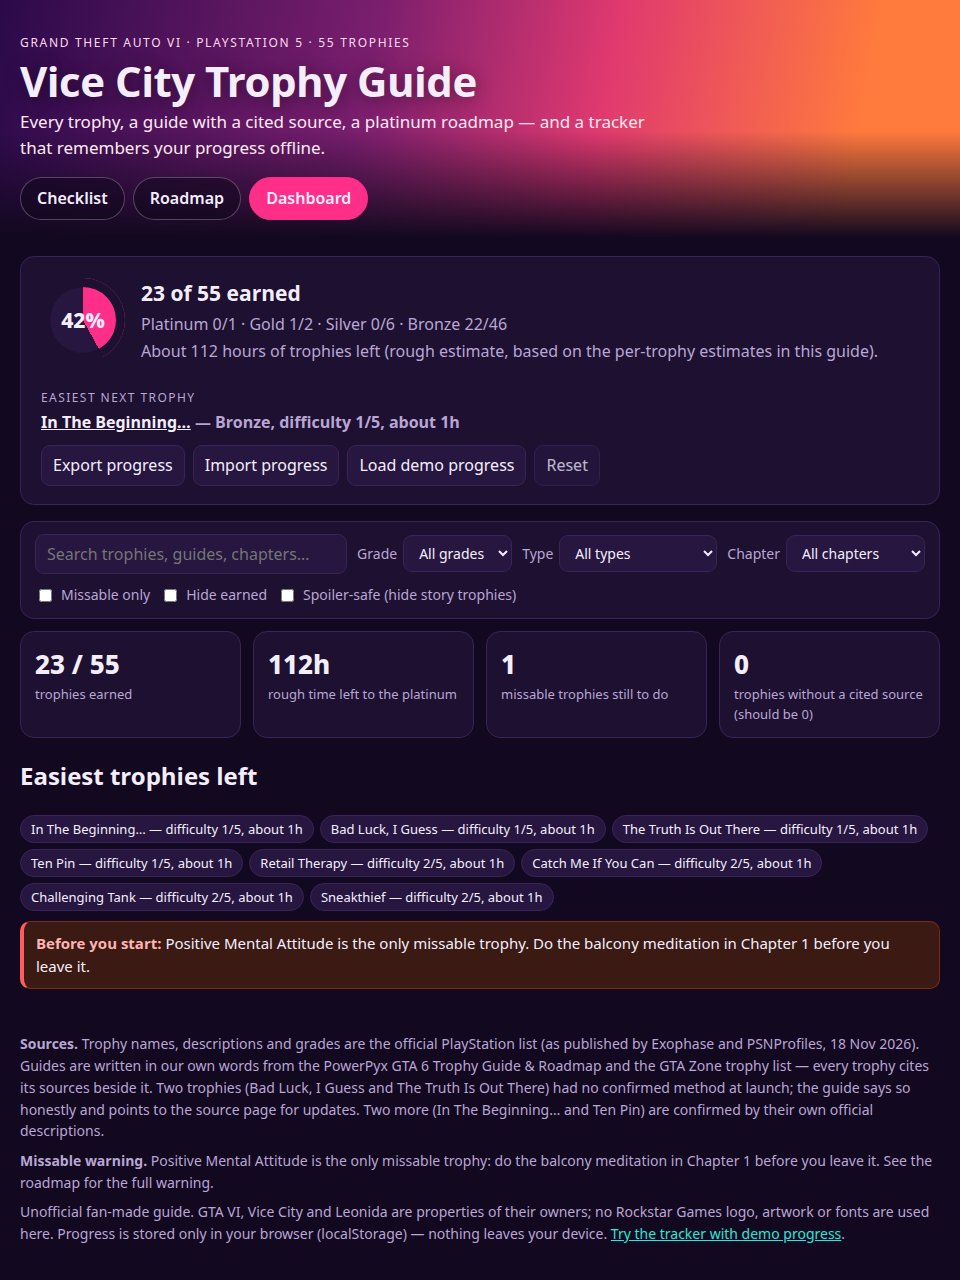 GRAND THEFT AUTO VI · PLAYSTATION 5 · 55 TROPHIES
Vice City Trophy Guide
Every trophy, a guide with a cited source, a platinum roadmap — and a tracker
that remembers your progress offline.
Checklist
Roadmap
Dashboard
42%
23 of 55 earned
Platinum 0/1 · Gold 1/2 · Silver 0/6 · Bronze 22/46
About 112 hours of trophies left (rough estimate, based on the per-trophy estimates in this guide).
EASIEST NEXT TROPHY
In The Beginning... — Bronze, difficulty 1/5, about 1h
Export progress
Import progress
Load demo progress
Reset
Search trophies, guides, chapters...
Grade
All grades
Type
All types
Chapter
All chapters
Missable only
Hide earned
Spoiler-safe (hide story trophies)
23 / 55
trophies earned
112h
rough time left to the platinum
1
missable trophies still to do
0
trophies without a cited source
(should be 0)
Easiest trophies left
In The Beginning... — difficulty 1/5, about 1h
Bad Luck, I Guess — difficulty 1/5, about 1h
The Truth Is Out There — difficulty 1/5, about 1h
Ten Pin — difficulty 1/5, about 1h
Retail Therapy — difficulty 2/5, about 1h
Catch Me If You Can — difficulty 2/5, about 1h
Challenging Tank — difficulty 2/5, about 1h
Sneakthief — difficulty 2/5, about 1h
Before you start: Positive Mental Attitude is the only missable trophy. Do the balcony meditation in Chapter 1 before you
leave it.
Sources. Trophy names, descriptions and grades are the official PlayStation list (as published by Exophase and PSNProfiles, 18 Nov 2026).
Guides are written in our own words from the PowerPyx GTA 6 Trophy Guide & Roadmap and the GTA Zone trophy list — every trophy cites
its sources beside it. Two trophies (Bad Luck, I Guess and The Truth Is Out There) had no confirmed method at launch; the guide says so
honestly and points to the source page for updates. Two more (In The Beginning... and Ten Pin) are confirmed by their own official
descriptions.
Missable warning. Positive Mental Attitude is the only missable trophy: do the balcony meditation in Chapter 1 before you leave it. See the
roadmap for the full warning.
Unofficial fan-made guide. GTA VI, Vice City and Leonida are properties of their owners; no Rockstar Games logo, artwork or fonts are used
here. Progress is stored only in your browser (localStorage) — nothing leaves your device. Try the tracker with demo progress.